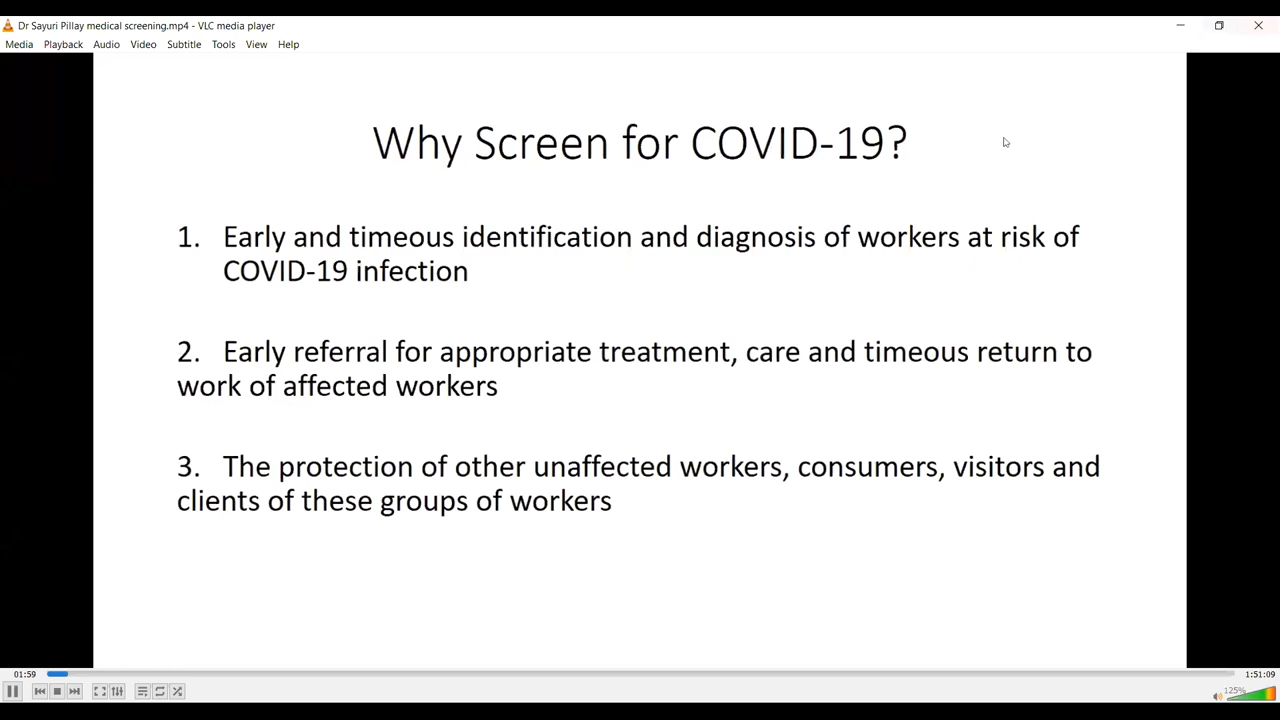 Dr Sayuri Pillay medical screening.mp4 - VLC media player
Media Playback Audio Video Subtitle Tools View Help
Why Screen for COVID-19?
1. Early and timeous identification and diagnosis of workers at risk of
COVID-19 infection
2. Early referral for appropriate treatment, care and timeous return to
work of affected workers
3. The protection of other unaffected workers, consumers, visitors and
clients of these groups of workers
01:59 1:51:09
125%